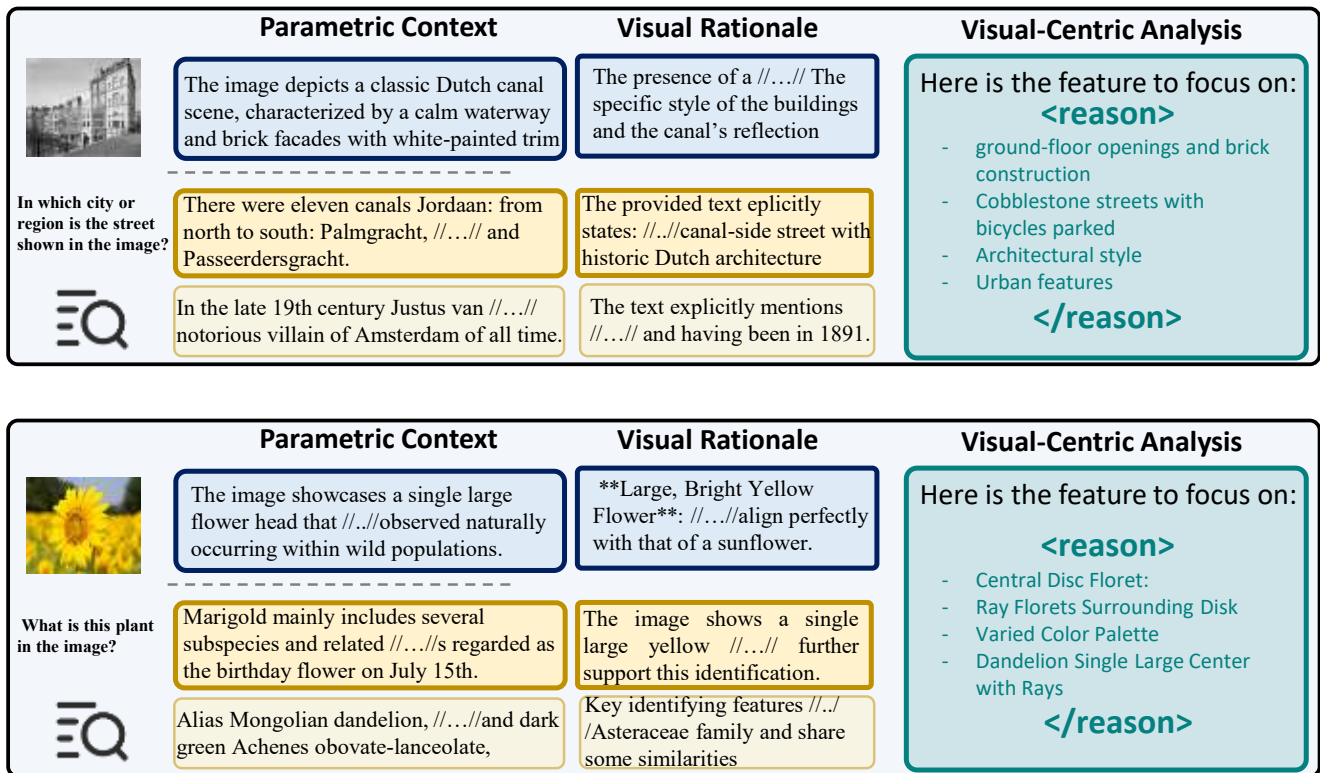 Parametric Context
Visual Rationale
Visual-Centric Analysis
In which city or
region is the street
shown in the image?
The image depicts a classic Dutch canal
scene, characterized by a calm waterway
and brick facades with white-painted trim
The presence of a //…// The
specific style of the buildings
and the canal's reflection
There were eleven canals Jordaan: from
north to south: Palmgracht, //…// and
Passeerdersgracht.
The provided text eplicitly
states: //..//canal-side street with
historic Dutch architecture
In the late 19th century Justus van //…//
notorious villain of Amsterdam of all time.
The text explicitly mentions
//…// and having been in 1891.
Here is the feature to focus on:
<reason>
- ground-floor openings and brick
construction
- Cobblestone streets with
bicycles parked
- Architectural style
- Urban features
</reason>
Parametric Context
Visual Rationale
Visual-Centric Analysis
What is this plant
in the image?
The image showcases a single large
flower head that //..//observed naturally
occurring within wild populations.
**Large, Bright Yellow
Flower**: //…//align perfectly
with that of a sunflower.
Marigold mainly includes several
subspecies and related //…//s regarded as
the birthday flower on July 15th.
The image shows a single
large yellow //…// further
support this identification.
Alias Mongolian dandelion, //…//and dark
green Achenes obovate-lanceolate,
Key identifying features //../
/Asteraceae family and share
some similarities
Here is the feature to focus on:
<reason>
- Central Disc Floret:
- Ray Florets Surrounding Disk
- Varied Color Palette
- Dandelion Single Large Center
with Rays
</reason>